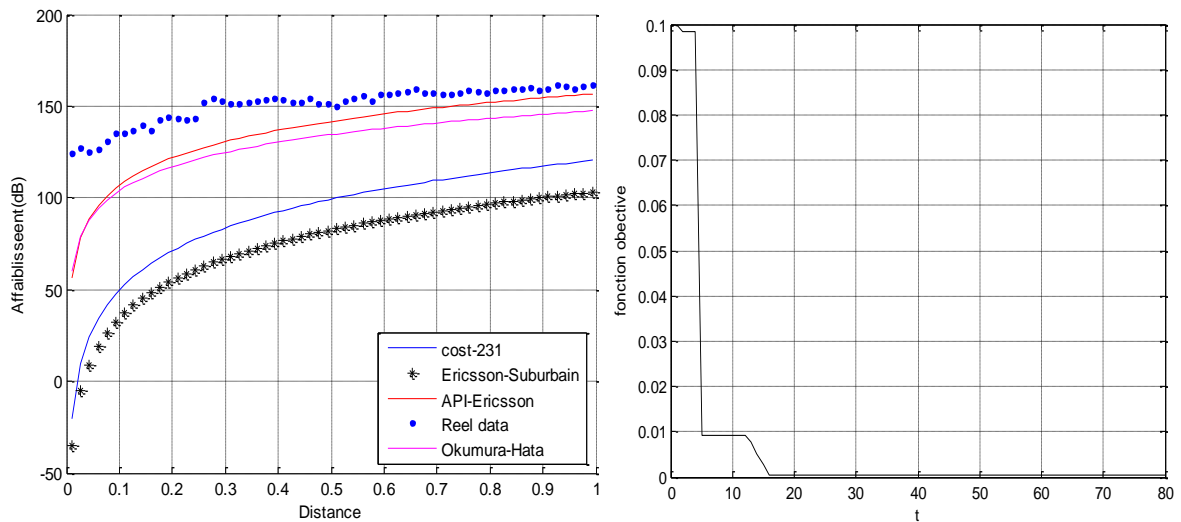 200
150
100
50
0
-50
Affaiblisseent(dB)
0 0.1 0.2 0.3 0.4 0.5 0.6 0.7 0.8 0.9 1
Distance
cost-231
Ericsson-Suburbain
API-Ericsson
Reel data
Okumura-Hata
0.1
0.09
0.08
0.07
0.06
0.05
0.04
0.03
0.02
0.01
0
fonction obective
0 10 20 30 40 50 60 70 80
t